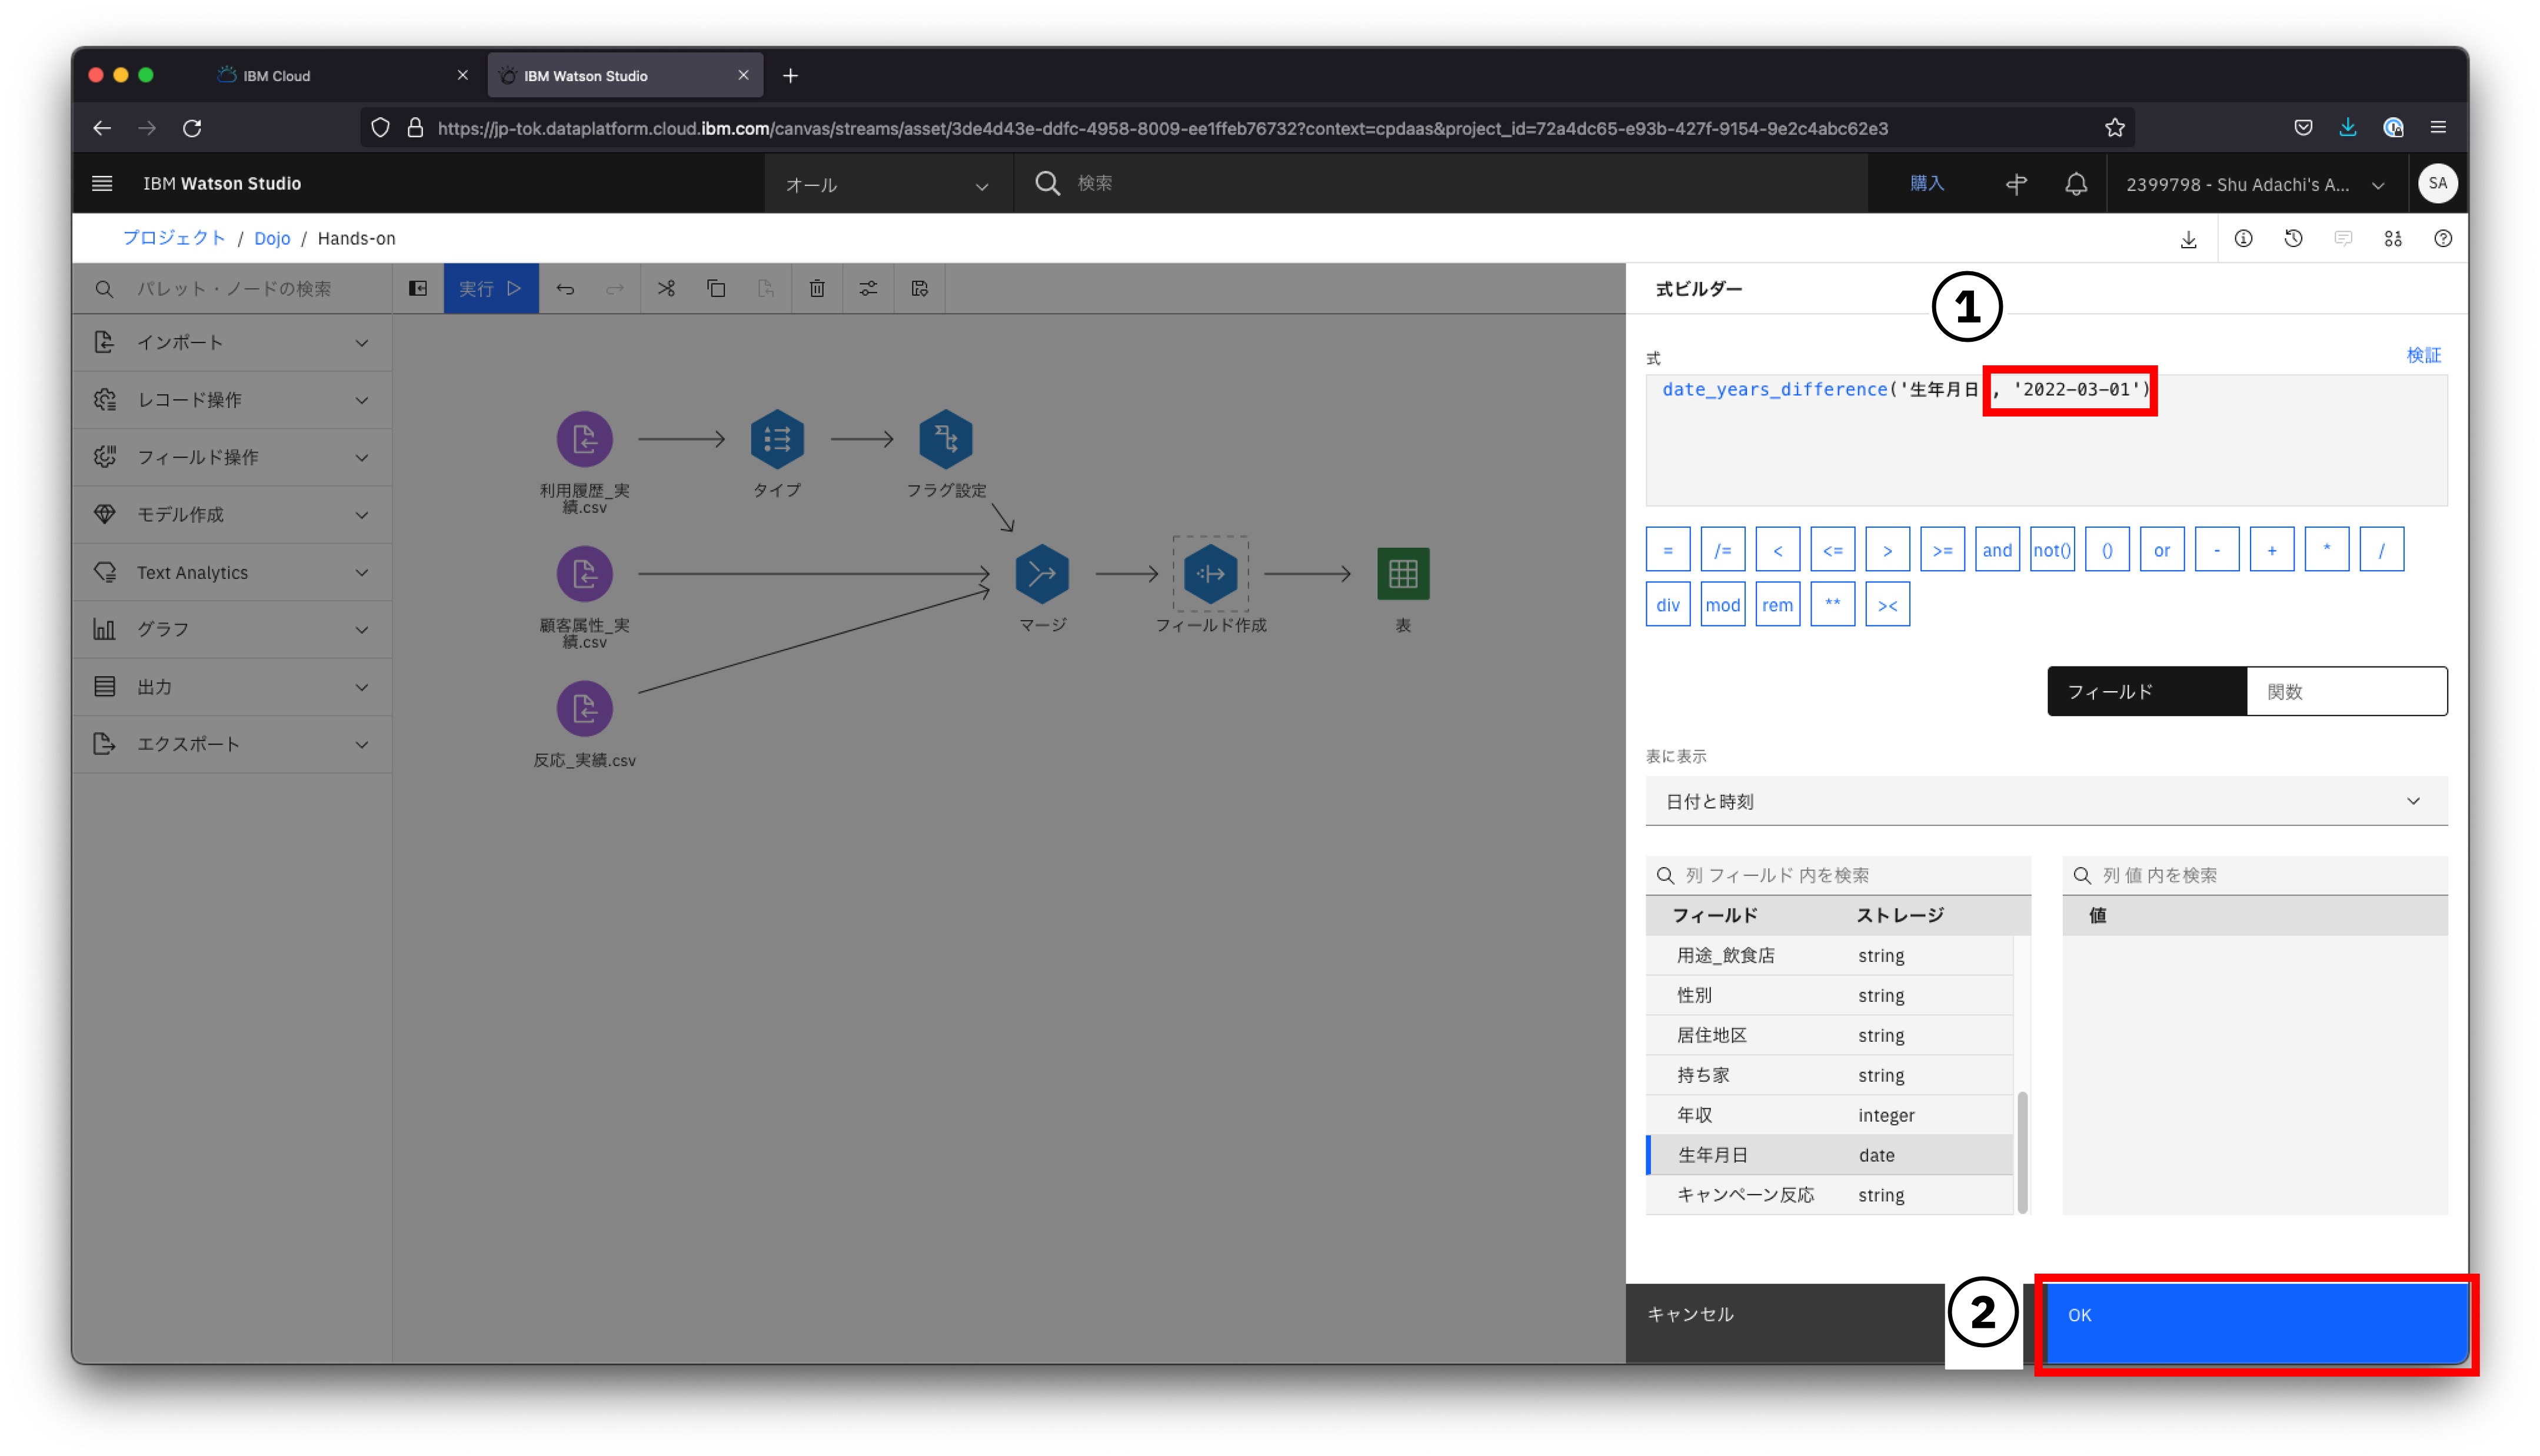 IBM Cloud
IBM Watson Studio
https://jp-tok.dataplatform.cloud.ibm.com/canvas/streams/asset/3de4d43e-ddfc-4958-8009-ee1ffeb76732?context=cpdaas&project_id=72a4dc65-e93b-427f-9154-9e2c4abc62e3
IBM Watson Studio
オール
検索
購入
2399798 - Shu Adachi's A...
SA
プロジェクト / Dojo / Hands-on
パレット・ノードの検索
実行
インポート
レコード操作
フィールド操作
モデル作成
Text Analytics
グラフ
出力
エクスポート
利用履歴_実
績.csv
タイプ
フラグ設定
顧客属性_実
績.csv
マージ
フィールド作成
表
反応_実績.csv
式ビルダー
1
式
検証
date_years_difference('生年月日', '2022-03-01')
= /= < <= > >= and not() () or - + * /
div mod rem ** ><
フィールド
関数
表に表示
日付と時刻
列 フィールド 内を検索
列 値 内を検索
フィールド ストレージ
値
用途_飲食店 string
性別 string
居住地区 string
持ち家 string
年収 integer
生年月日 date
キャンペーン反応 string
キャンセル
2
OK